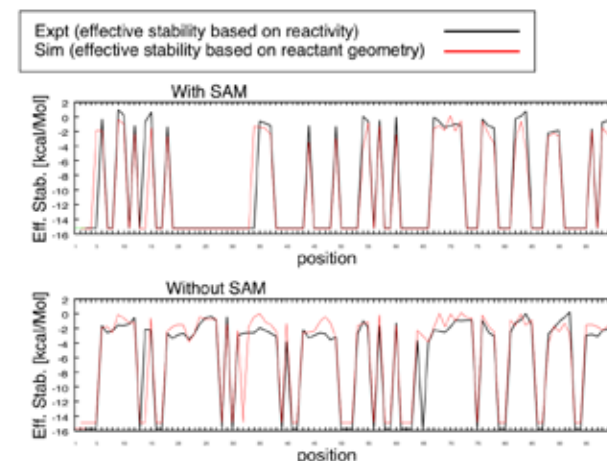 Expt (effective stability based on reactivity)
Sim (effective stability based on reactant geometry)
With SAM
Eff. Stab. [kcal/Mol]
2
0
-2
-4
-6
-8
-10
-12
-14
-16
position
Without SAM
Eff. Stab. [kcal/Mol]
2
0
-2
-4
-6
-8
-10
-12
-14
-16
position